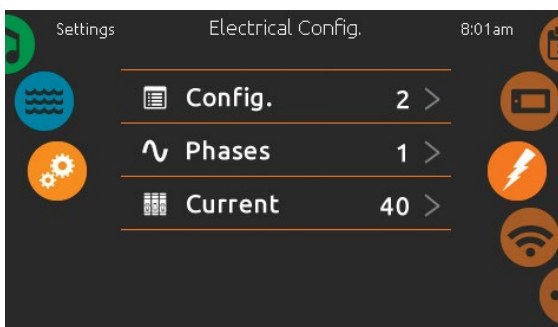 Settings Electrical Config. 8:01am
Config. 2 >
Phases 1 >
Current 40 >